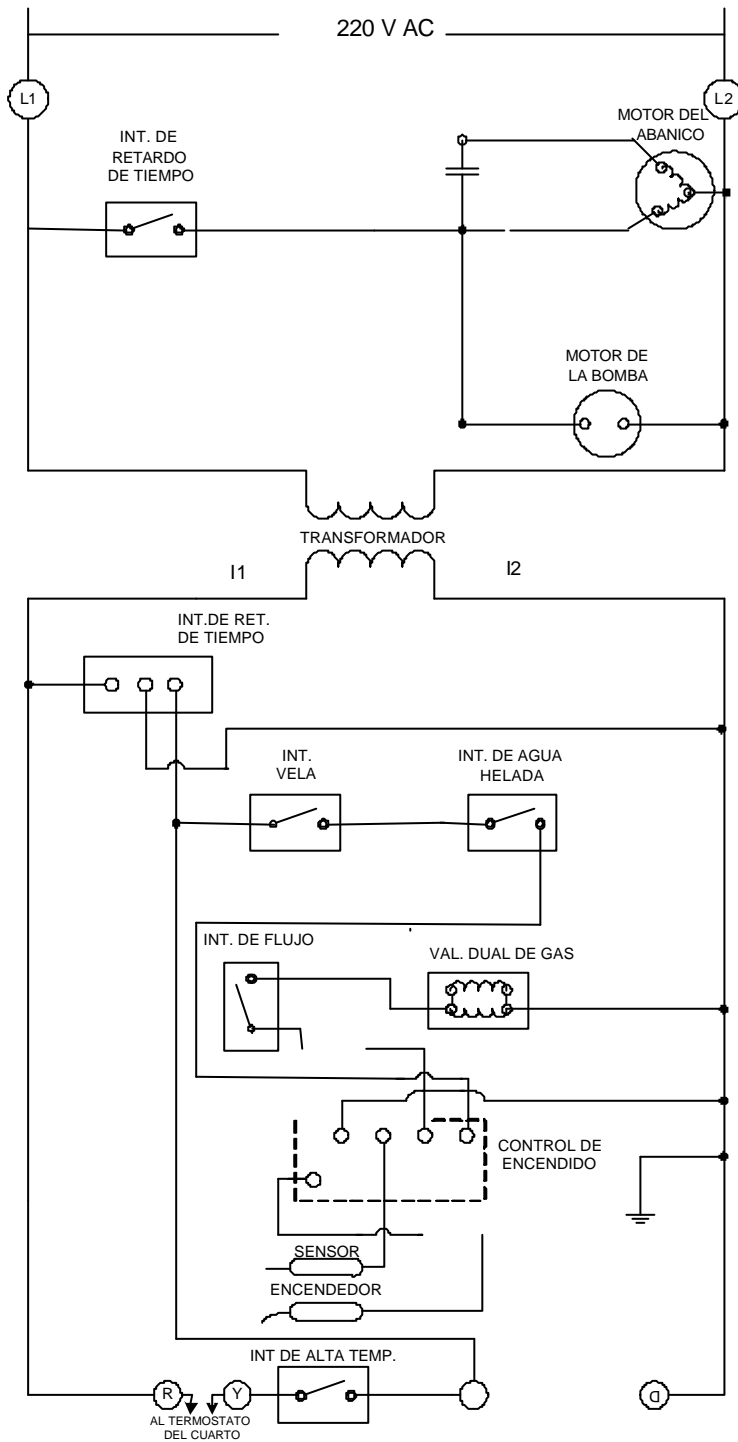 220 V AC
L1
L2
MOTOR DEL
ABANICO
INT. DE
RETARDO
DE TIEMPO
MOTOR DE
LA BOMBA
TRANSFORMADOR
I1
I2
INT.DE RET.
DE TIEMPO
INT.
VELA
INT. DE AGUA
HELADA
INT. DE FLUJO
VAL. DUAL DE GAS
CONTROL DE
ENCENDIDO
SENSOR
ENCENDEDOR
INT DE ALTA TEMP.
R
Y
G
AL TERMOSTATO
DEL CUARTO